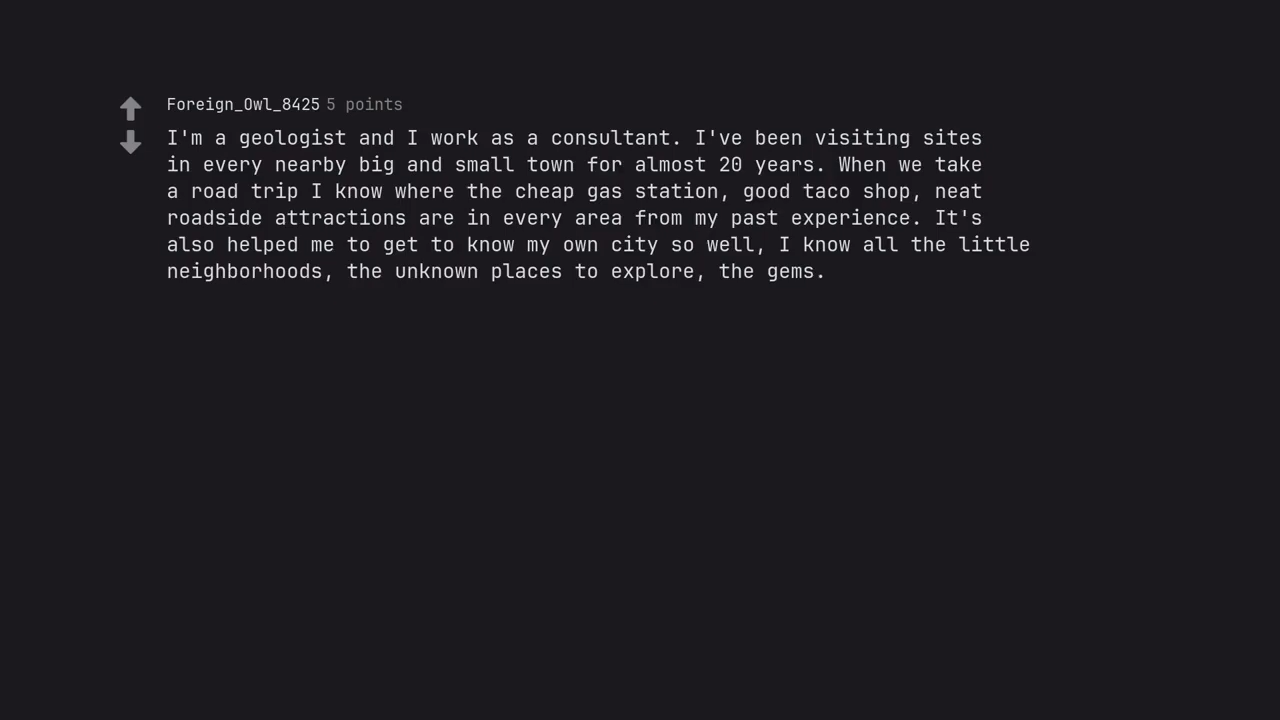 Foreign_Owl_8425 5 points
I'm a geologist and I work as a consultant. I've been visiting sites
in every nearby big and small town for almost 20 years. When we take
a road trip I know where the cheap gas station, good taco shop, neat
roadside attractions are in every area from my past experience. It's
also helped me to get to know my own city so well, I know all the little
neighborhoods, the unknown places to explore, the gems.